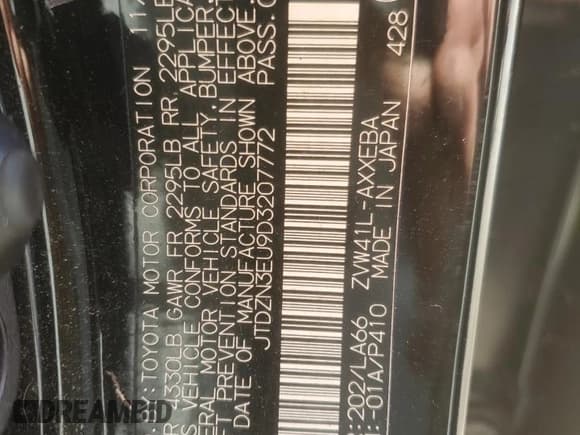 :TOYOTA MOTOR CORPORATION 11/
330LB GAWR FR 2295LB RR 2295LB
S VEHICLE CONFORMS TO ALL APPLICA
ERAL MOTOR VEHICLE SAFETY, BUMPER,
T PREVENTION STANDARDS IN EFFECT
DATE OF MANUFACTURE SHOWN ABOVE.
JTDZN3EU9D3207772 PASS.C
:202/LA66 ZVW41L-AXXEBA
:-01A/P410 MADE IN JAPAN 428
DREAMBID